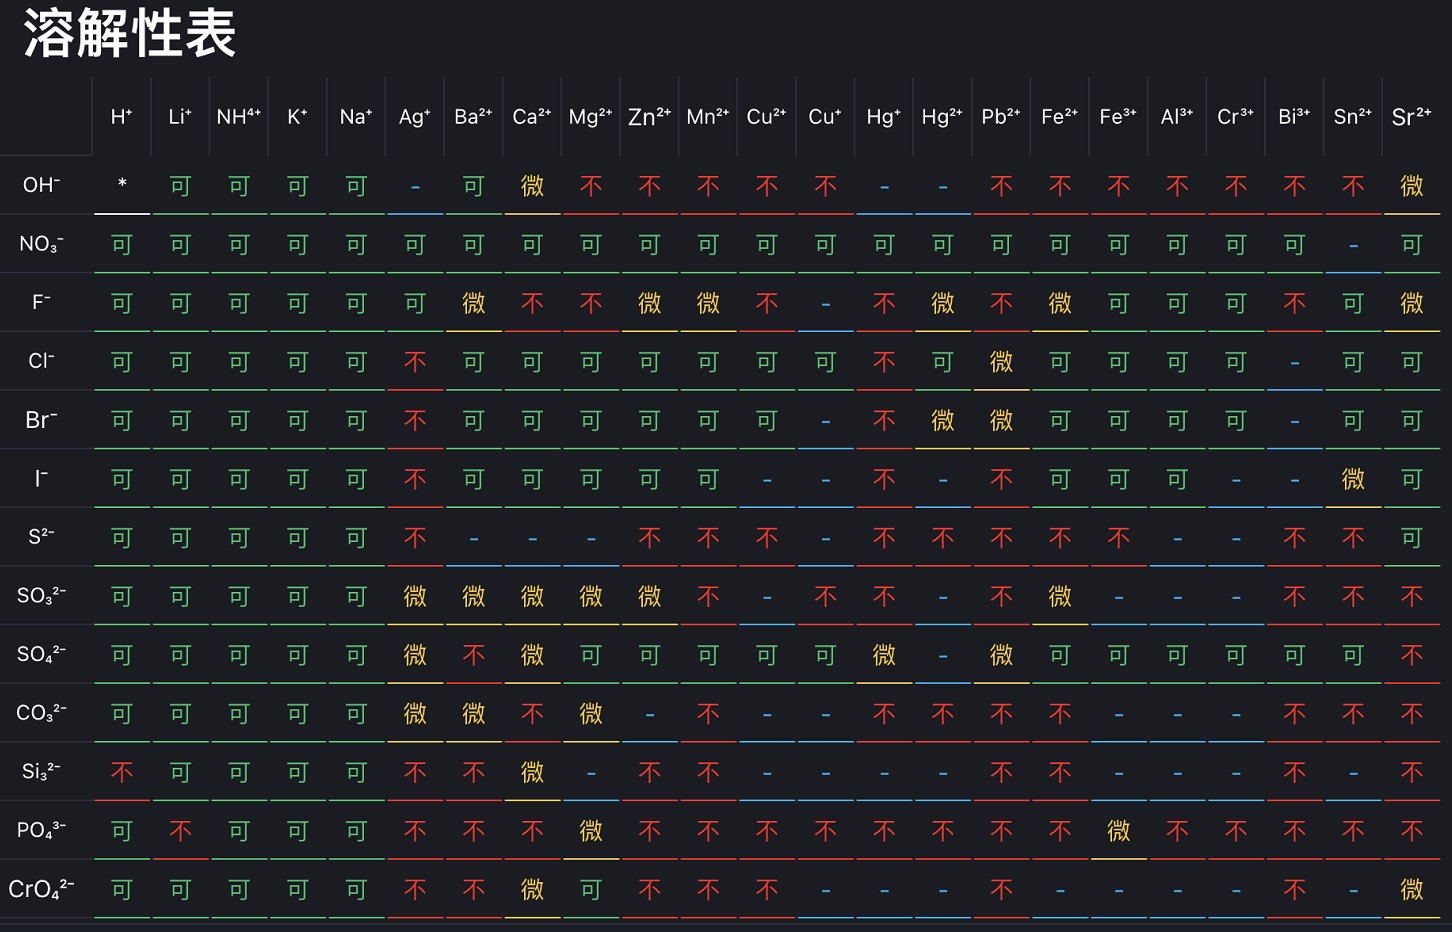 溶解性表
H⁺ Li⁺ NH⁴⁺ K⁺ Na⁺ Ag⁺ Ba²⁺ Ca²⁺ Mg²⁺ Zn²⁺ Mn²⁺ Cu²⁺ Cu⁺ Hg⁺ Hg²⁺ Pb²⁺ Fe²⁺ Fe³⁺ Al³⁺ Cr³⁺ Bi³⁺ Sn²⁺ Sr²⁺
OH⁻ * 可 可 可 可 - 可 微 不 不 不 不 不 - - 不 不 不 不 不 不 不 微
NO₃⁻ 可 可 可 可 可 可 可 可 可 可 可 可 可 可 可 可 可 可 可 可 可 - 可
F⁻ 可 可 可 可 可 可 微 不 不 微 微 不 - 不 微 不 微 可 可 可 不 可 微
Cl⁻ 可 可 可 可 可 不 可 可 可 可 可 可 可 不 可 微 可 可 可 可 - 可 可
Br⁻ 可 可 可 可 可 不 可 可 可 可 可 可 - 不 微 微 可 可 可 可 - 可 可
I⁻ 可 可 可 可 可 不 可 可 可 可 可 - - 不 - 不 可 可 可 - - 微 可
S²⁻ 可 可 可 可 可 不 - - - 不 不 不 - 不 不 不 不 不 - - 不 不 可
SO₃²⁻ 可 可 可 可 可 微 微 微 微 微 不 - 不 不 - 不 微 - - - 不 不 不
SO₄²⁻ 可 可 可 可 可 微 不 微 可 可 可 可 可 微 - 微 可 可 可 可 可 可 不
CO₃²⁻ 可 可 可 可 可 微 微 不 微 - 不 - - 不 不 不 不 - - - 不 不 不
Si₃²⁻ 不 可 可 可 可 不 不 微 - 不 不 - - - - 不 不 - - - 不 - 不
PO₄³⁻ 可 不 可 可 可 不 不 不 微 不 不 不 不 不 不 不 不 微 不 不 不 不 不
CrO₄²⁻ 可 可 可 可 可 不 不 微 可 不 不 不 - - - 不 - - - - 不 - 微